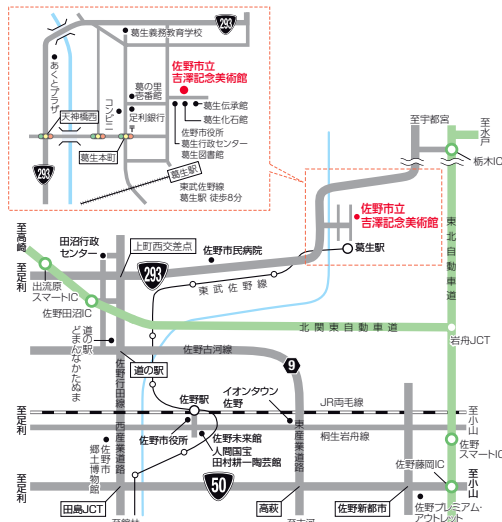 293
葛生義務教育学校
あくとプラザ
コンビニ
葛の里
壱番館
佐野市立
吉澤記念美術館
葛生伝承館
葛生化石館
足利銀行
〒
天神橋西
葛生本町
佐野市役所
葛生行政センター
葛生図書館
293
葛生駅
東武佐野線
葛生駅 徒歩8分
至宇都宮
至水戸
栃木IC
佐野市立
吉澤記念美術館
葛生駅
東北自動車道
至高崎
至足利
田沼行政
センター
上町西交差点
佐野市民病院
293
出流原
スマートIC
東武佐野線
佐野田沼IC
北関東自動車道
岩舟JCT
道の駅
どまんなかたぬま
佐野古河線
道の駅
9
佐野行田線
佐野駅
イオンタウン
佐野
JR両毛線
至足利
至小山
桐生岩舟線
佐野市役所
佐野未来館
人間国宝
田村耕一陶芸館
西産業道路
東産業道路
佐野市
郷土博物館
佐野
スマートIC
佐野藤岡IC
至足利
50
至小山
田島JCT
高萩
佐野新都市
佐野プレミアム・
アウトレット
至館林
至古河